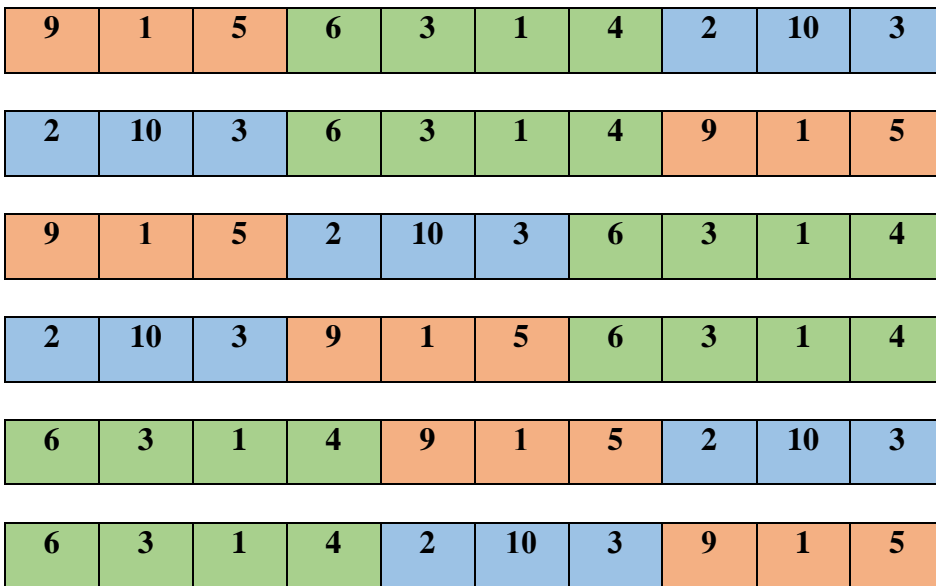 9 1 5 6 3 1 4 2 10 3
2 10 3 6 3 1 4 9 1 5
9 1 5 2 10 3 6 3 1 4
2 10 3 9 1 5 6 3 1 4
6 3 1 4 9 1 5 2 10 3
6 3 1 4 2 10 3 9 1 5